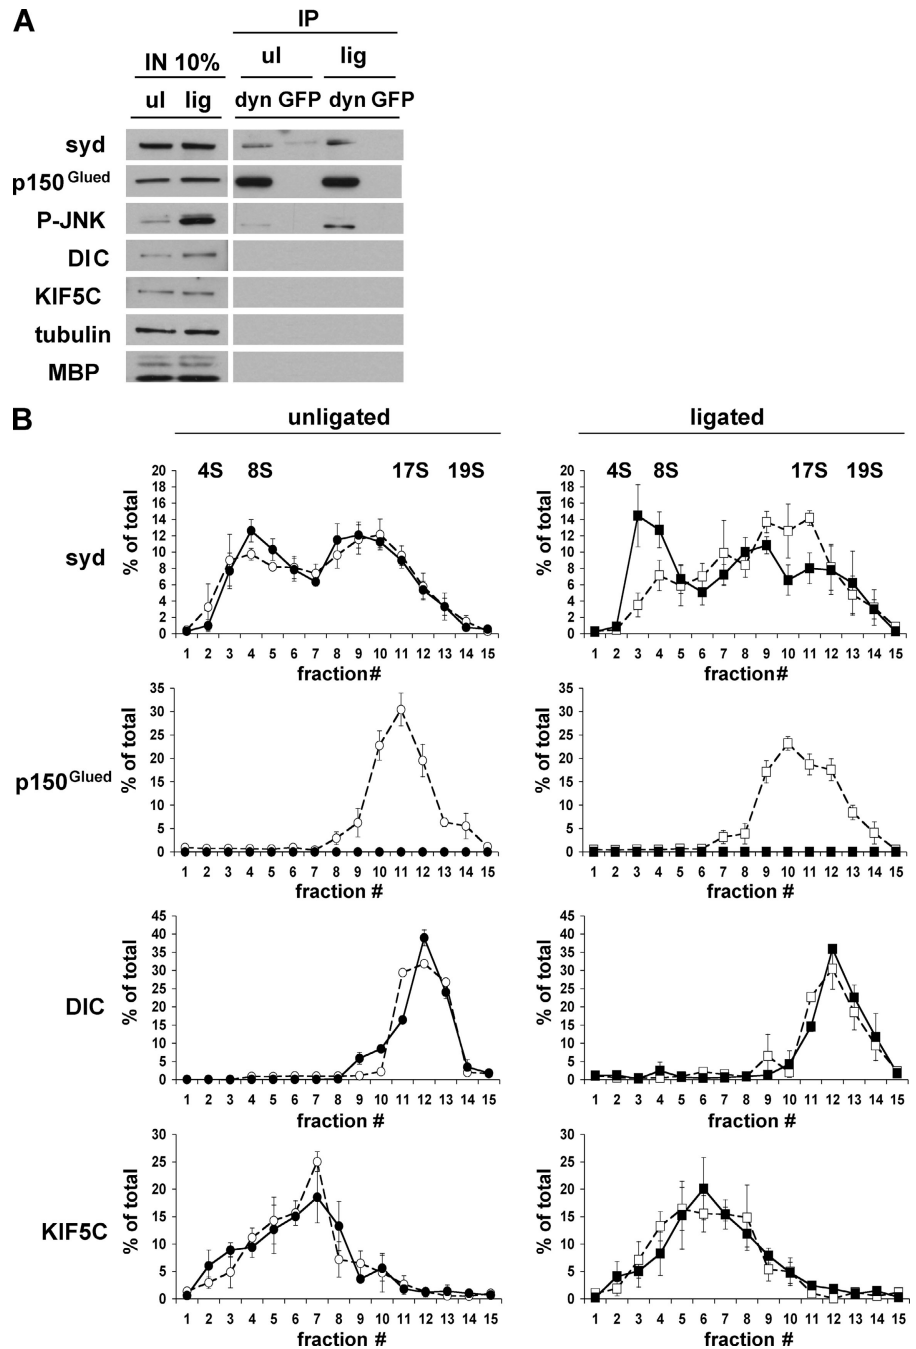 A
IP
IN 10%
ul
lig
ul
lig
dyn GFP
dyn GFP
syd
p150Glued
P-JNK
DIC
KIF5C
tubulin
MBP
B
unligated
ligated
syd
% of total
20
18
16
14
12
10
8
6
4
2
0
4S
8S
17S
19S
1 2 3 4 5 6 7 8 9 10 11 12 13 14 15
fraction#
% of total
20
18
16
14
12
10
8
6
4
2
0
4S
8S
17S
19S
1 2 3 4 5 6 7 8 9 10 11 12 13 14 15
fraction#
p150Glued
% of total
35
30
25
20
15
10
5
0
1 2 3 4 5 6 7 8 9 10 11 12 13 14 15
fraction #
% of total
35
30
25
20
15
10
5
0
1 2 3 4 5 6 7 8 9 10 11 12 13 14 15
fraction #
DIC
% of total
45
40
35
30
25
20
15
10
5
0
1 2 3 4 5 6 7 8 9 10 11 12 13 14 15
fraction #
% of total
45
40
35
30
25
20
15
10
5
0
1 2 3 4 5 6 7 8 9 10 11 12 13 14 15
fraction #
KIF5C
% of total
30
25
20
15
10
5
0
1 2 3 4 5 6 7 8 9 10 11 12 13 14 15
fraction #
% of total
30
25
20
15
10
5
0
1 2 3 4 5 6 7 8 9 10 11 12 13 14 15
fraction #